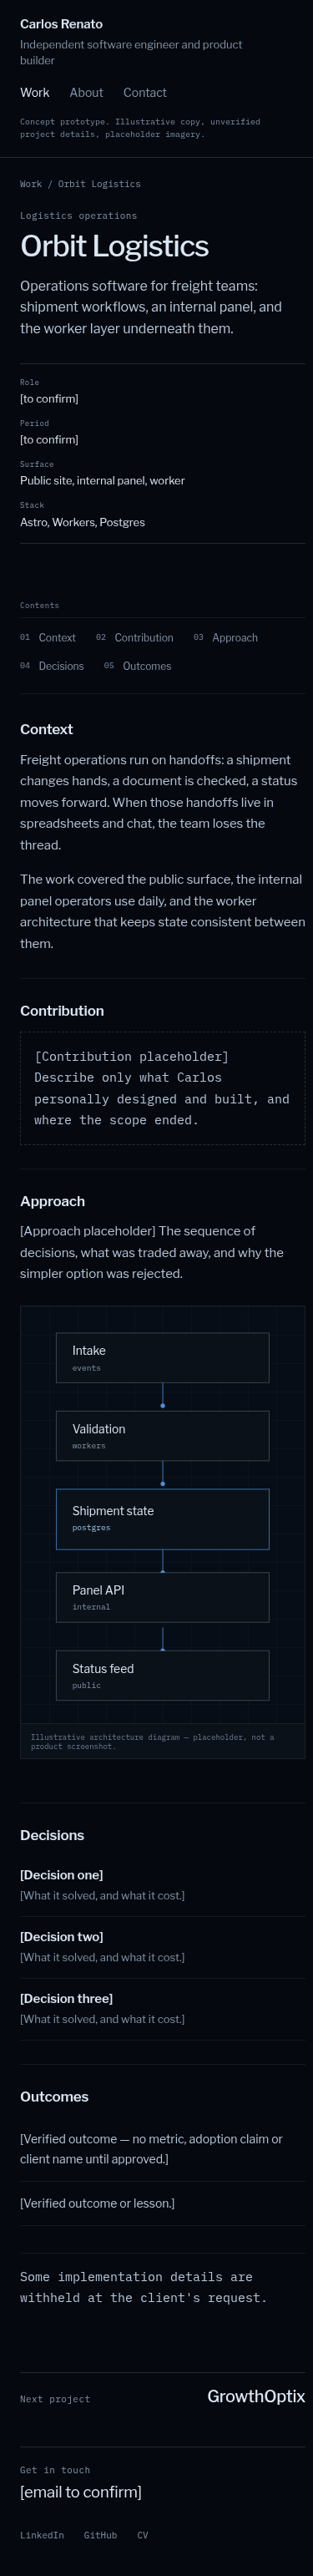 Carlos Renato
Independent software engineer and product
builder
Work About Contact
Concept prototype. Illustrative copy, unverified
project details, placeholder imagery.
Work / Orbit Logistics
Logistics operations
Orbit Logistics
Operations software for freight teams:
shipment workflows, an internal panel, and
the worker layer underneath them.
Role
[to confirm]
Period
[to confirm]
Surface
Public site, internal panel, worker
Stack
Astro, Workers, Postgres
Contents
01 Context 02 Contribution 03 Approach
04 Decisions 05 Outcomes
Context
Freight operations run on handoffs: a shipment
changes hands, a document is checked, a status
moves forward. When those handoffs live in
spreadsheets and chat, the team loses the
thread.
The work covered the public surface, the internal
panel operators use daily, and the worker
architecture that keeps state consistent between
them.
Contribution
[Contribution placeholder]
Describe only what Carlos
personally designed and built, and
where the scope ended.
Approach
[Approach placeholder] The sequence of
decisions, what was traded away, and why the
simpler option was rejected.
Intake
events
Validation
workers
Shipment state
postgres
Panel API
internal
Status feed
public
Illustrative architecture diagram — placeholder, not a
product screenshot.
Decisions
[Decision one]
[What it solved, and what it cost.]
[Decision two]
[What it solved, and what it cost.]
[Decision three]
[What it solved, and what it cost.]
Outcomes
[Verified outcome — no metric, adoption claim or
client name until approved.]
[Verified outcome or lesson.]
Some implementation details are
withheld at the client's request.
Next project GrowthOptix
Get in touch
[email to confirm]
LinkedIn GitHub CV